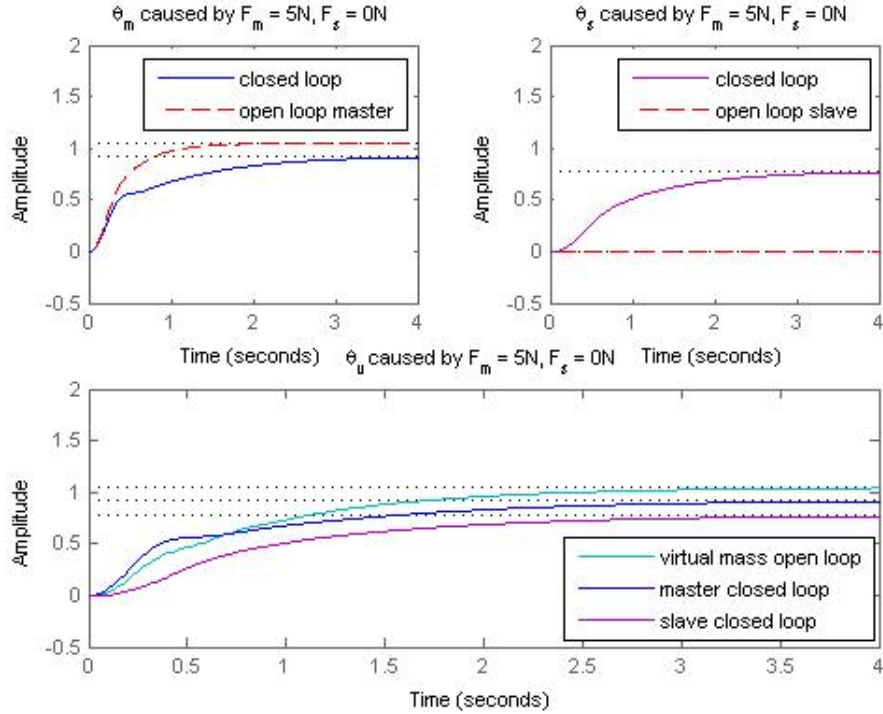 θm caused by Fm = 5N, Fs = 0N
2
1.5
1
0.5
0
-0.5
Amplitude
closed loop
open loop master
0 1 2 3 4
Time (seconds)
θs caused by Fm = 5N, Fs = 0N
2
1.5
1
0.5
0
-0.5
Amplitude
closed loop
open loop slave
0 1 2 3 4
Time (seconds)
θu caused by Fm = 5N, Fs = 0N
2
1.5
1
0.5
0
-0.5
Amplitude
virtual mass open loop
master closed loop
slave closed loop
0 0.5 1 1.5 2 2.5 3 3.5 4
Time (seconds)